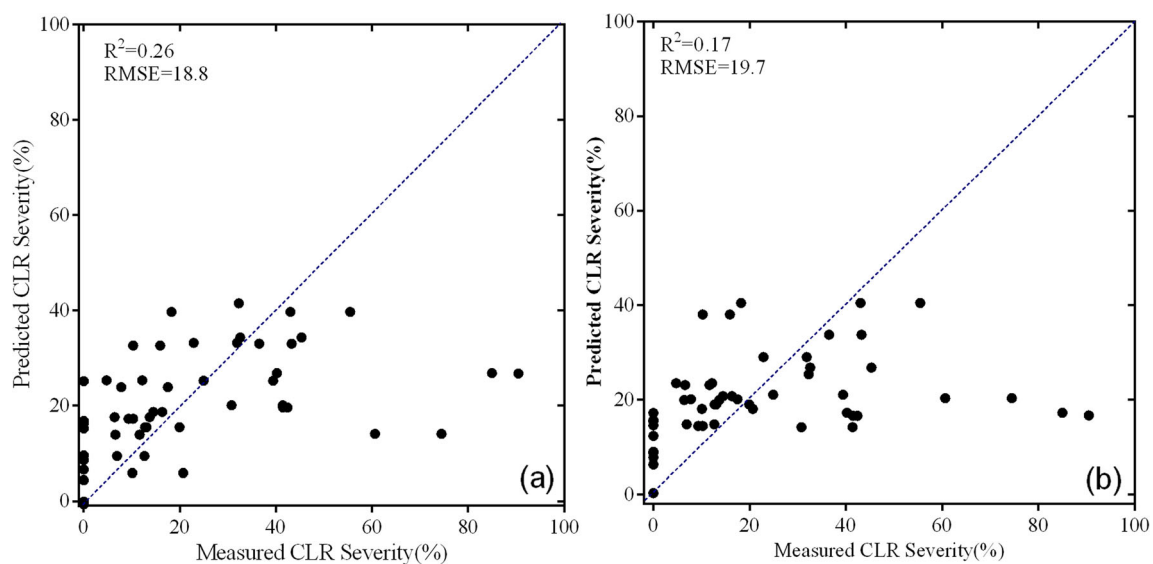 R²=0.26
RMSE=18.8
100
80
60
40
20
0
Predicted CLR Severity(%)
0 20 40 60 80 100
Measured CLR Severity(%)
(a)
R²=0.17
RMSE=19.7
100
80
60
40
20
0
Predicted CLR Severity(%)
0 20 40 60 80 100
Measured CLR Severity(%)
(b)